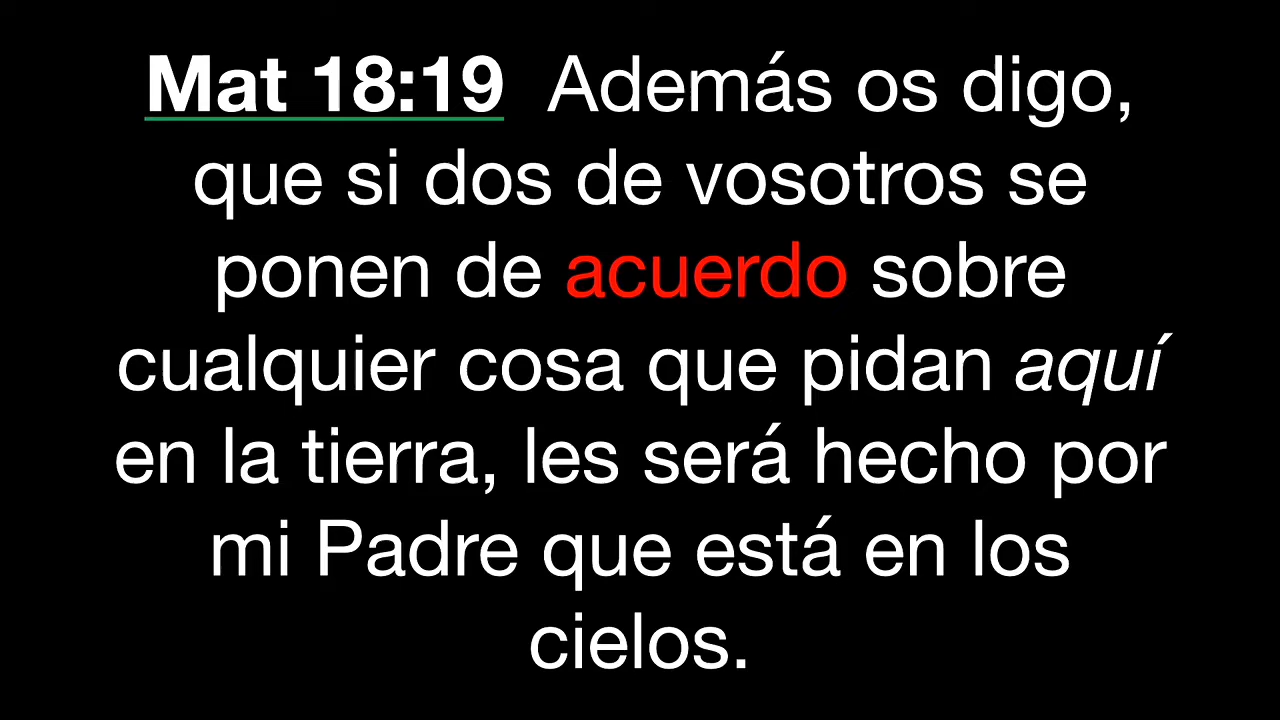 Mat 18:19 Además os digo,
que si dos de vosotros se
ponen de acuerdo sobre
cualquier cosa que pidan aquí
en la tierra, les será hecho por
mi Padre que está en los
cielos.